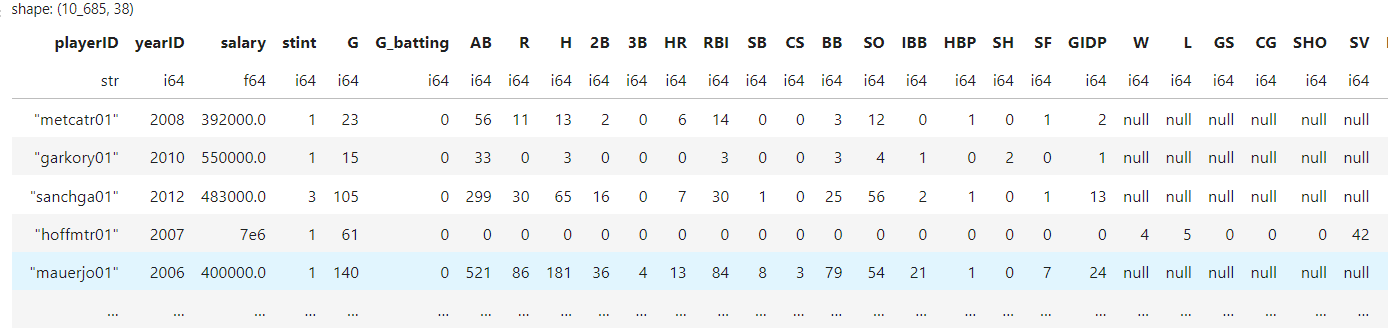 shape: (10_685, 38)
playerID yearID salary stint G G_batting AB R H 2B 3B HR RBI SB CS BB SO IBB HBP SH SF GIDP W L GS CG SHO SV
str i64 f64 i64 i64 i64 i64 i64 i64 i64 i64 i64 i64 i64 i64 i64 i64 i64 i64 i64 i64 i64 i64 i64 i64 i64 i64 i64
"metcatr01" 2008 392000.0 1 23 0 56 11 13 2 0 6 14 0 0 3 12 0 1 0 1 2 null null null null null null
"garkory01" 2010 550000.0 1 15 0 33 0 3 0 0 0 3 0 0 3 4 1 0 2 0 1 null null null null null null
"sanchga01" 2012 483000.0 3 105 0 299 30 65 16 0 7 30 1 0 25 56 2 1 0 1 13 null null null null null null
"hoffmtr01" 2007 7e6 1 61 0 0 0 0 0 0 0 0 0 0 0 0 0 0 0 0 0 4 5 0 0 0 42
"mauerjo01" 2006 400000.0 1 140 0 521 86 181 36 4 13 84 8 3 79 54 21 1 0 7 24 null null null null null null
... ... ... ... ... ... ... ... ... ... ... ... ... ... ... ... ... ... ... ... ... ... ... ... ... ... ... ...